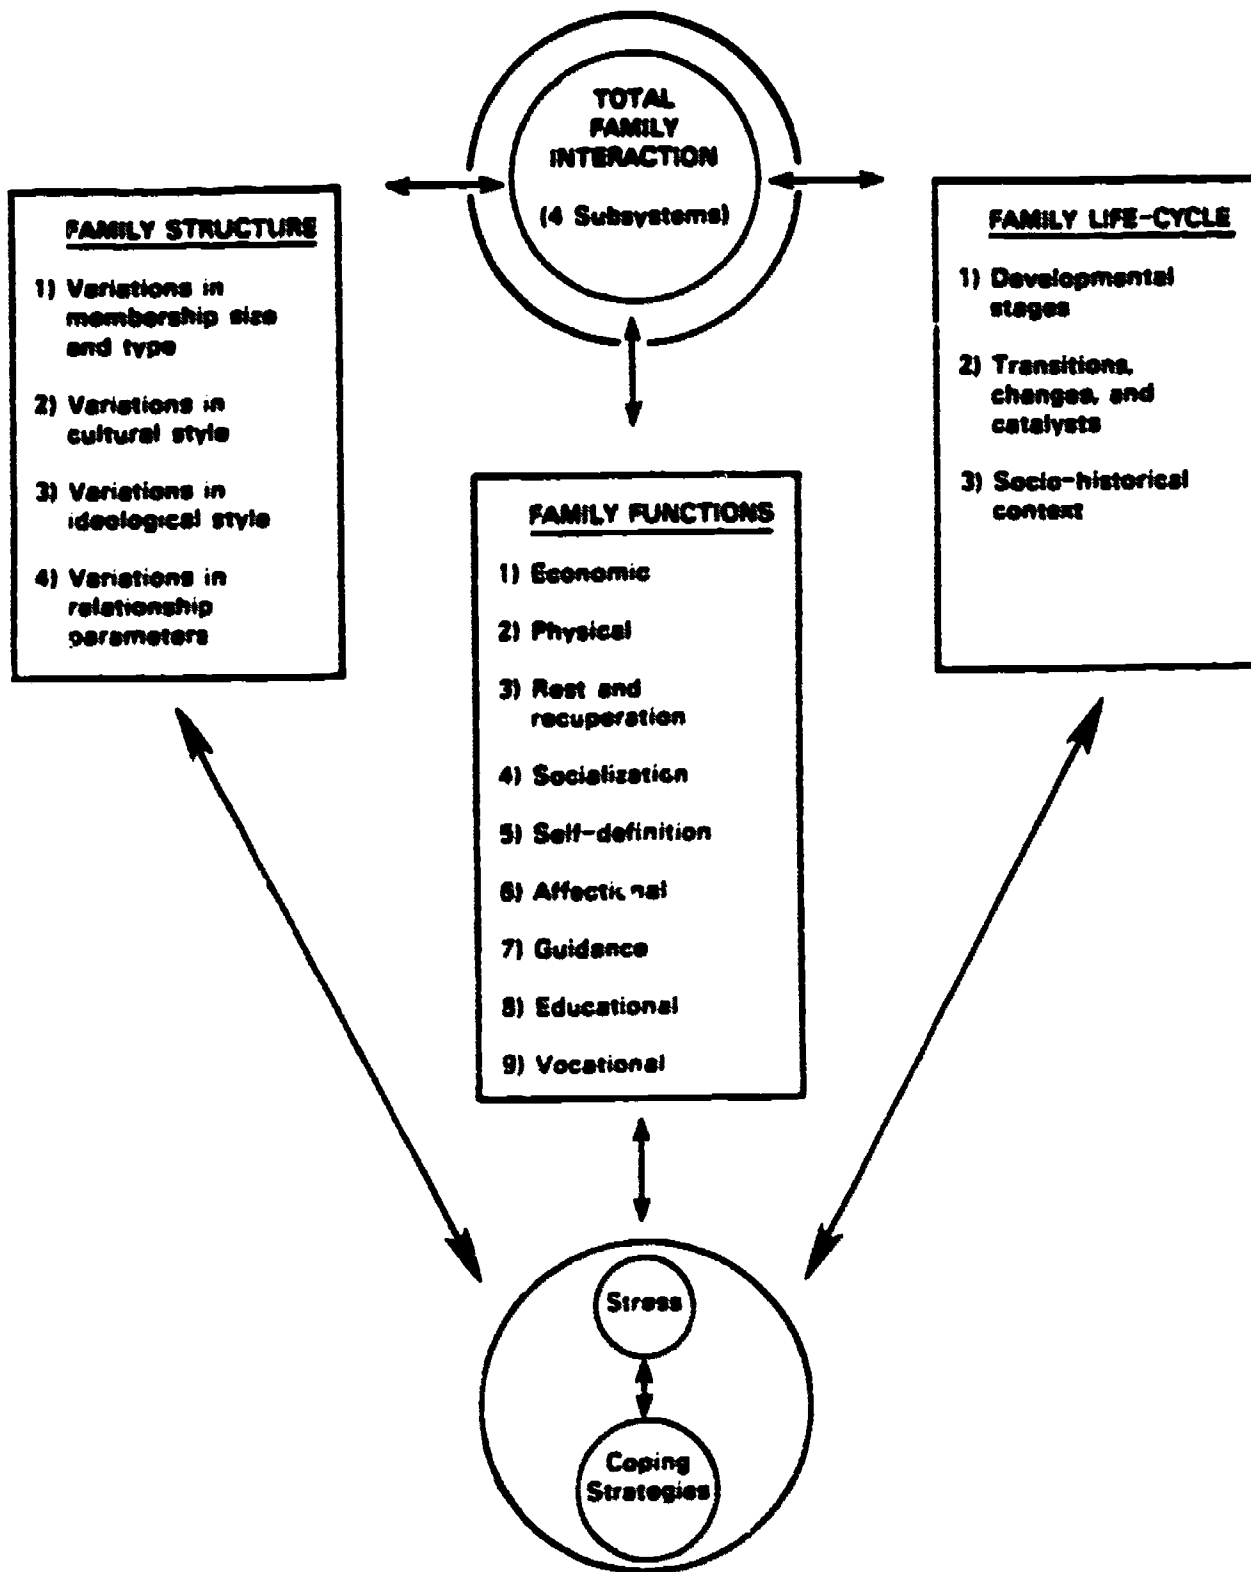 TOTAL
FAMILY
INTERACTION
(4 Subsystems)
FAMILY STRUCTURE
1) Variations in
membership size
and type
2) Variations in
cultural style
3) Variations in
ideological style
4) Variations in
relationship
parameters
FAMILY FUNCTIONS
1) Economic
2) Physical
3) Rest and
recuperation
4) Socialization
5) Self-definition
6) Affectional
7) Guidance
8) Educational
9) Vocational
FAMILY LIFE-CYCLE
1) Developmental
stages
2) Transitions,
changes, and
catalysts
3) Socio-historical
context
Stress
Coping
Strategies